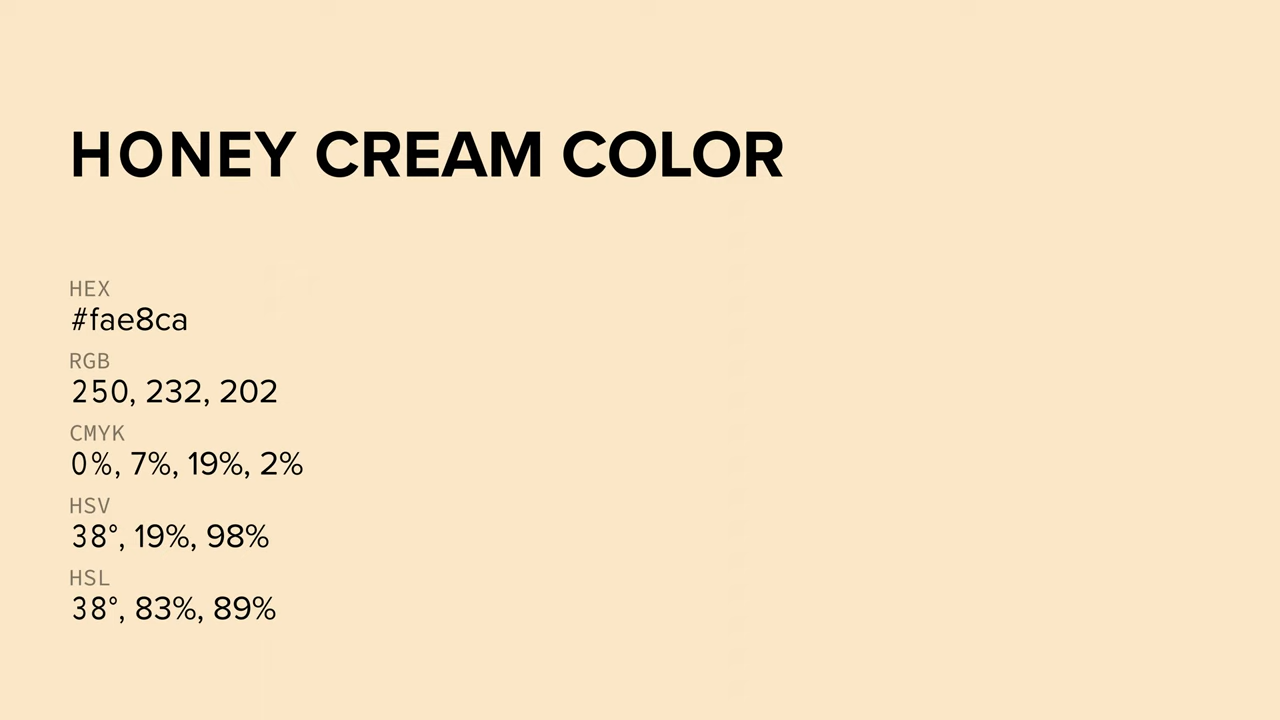 HONEY CREAM COLOR
HEX
#fae8ca
RGB
250, 232, 202
CMYK
0%, 7%, 19%, 2%
HSV
38°, 19%, 98%
HSL
38°, 83%, 89%